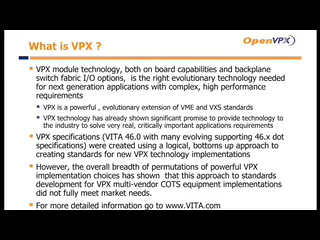 OpenVPX
What is VPX ?
VPX module technology, both on board capabilities and backplane
switch fabric I/O options, is the right evolutionary technology needed
for next generation applications with complex, high performance
requirements
VPX is a powerful , evolutionary extension of VME and VXS standards
VPX technology has already shown significant promise to provide technology to
the industry to solve very real, critically important applications requirements
VPX specifications (VITA 46.0 with many evolving supporting 46.x dot
specifications) were created using a logical, bottoms up approach to
creating standards for new VPX technology implementations
However, the overall breadth of permutations of powerful VPX
implementation choices has shown that this approach to standards
development for VPX multi-vendor COTS equipment implementations
did not fully meet market needs.
For more detailed information go to www.VITA.com